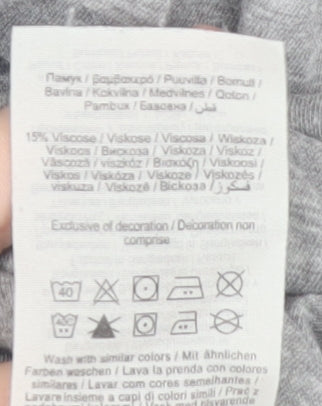 Памук / βαμβακερό / Puuvilla / Bomull /
Bavlna / Kokvilna / Medvilnės / Qoton /
Pambux / Бавовна / قطن
15% Viscose / Viskose / Viscosa / Wiskoza /
Viskoos / Вискоза / Viskoza / Viskoz /
Vâscoză / viszkóz / Βισκόζη / Viskoosi /
Viskos / Viskóza / Viskoze / Viskozės /
viskuza / Viskozë / Віскоза / فسكوز
Exclusive of decoration / Décoration non
comprise
40
40C
Wash with similar colors / Mit ähnlichen
Farben waschen / Lava la prenda con colores
similares / Lavar com cores semelhantes /
Lavare insieme a capi di colori simili / Prać z